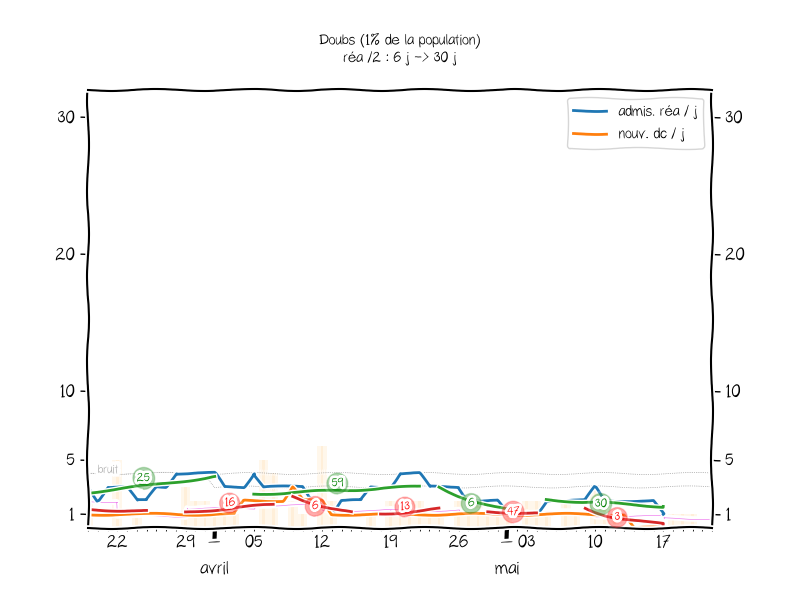 Doubs (1% de la population)
réa /2 : 6 j -> 30 j
admis. réa / j
nouv. dc / j
30 30
20 20
10 10
5 5
1 1
bruit
25 16 6 59 13 6 47 30 3
22 29 1 05 12 19 26 1 03 10 17
avril mai